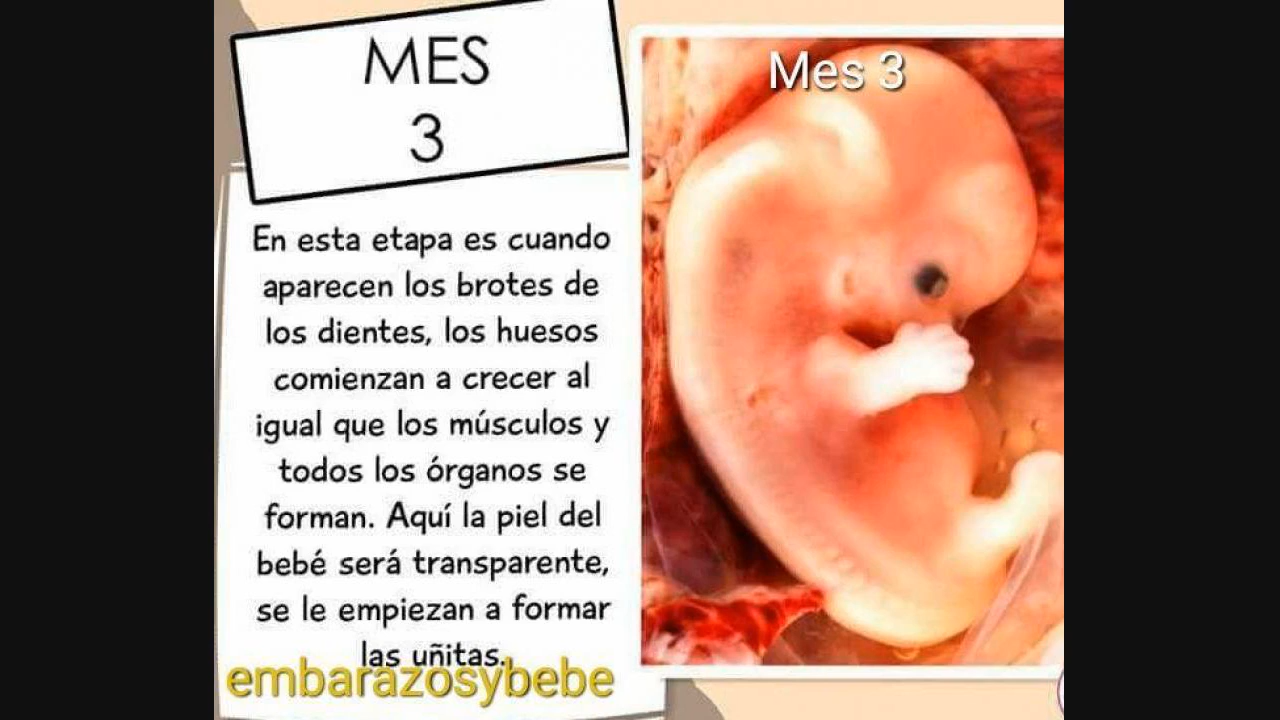 MES
3
Mes 3
En esta etapa es cuando
aparecen los brotes de
los dientes, los huesos
comienzan a crecer al
igual que los músculos y
todos los órganos se
forman. Aquí la piel del
bebé será transparente,
se le empiezan a formar
las uñitas.
embarazosybebe